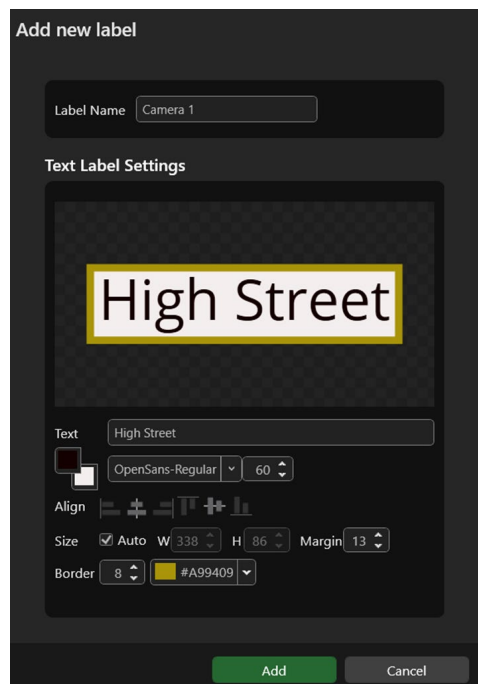 Add new label
Label Name Camera 1
Text Label Settings
High Street
Text High Street
OpenSans-Regular 60
Align
Size Auto W 338 H 86 Margin 13
Border 8 #A99409
Add Cancel